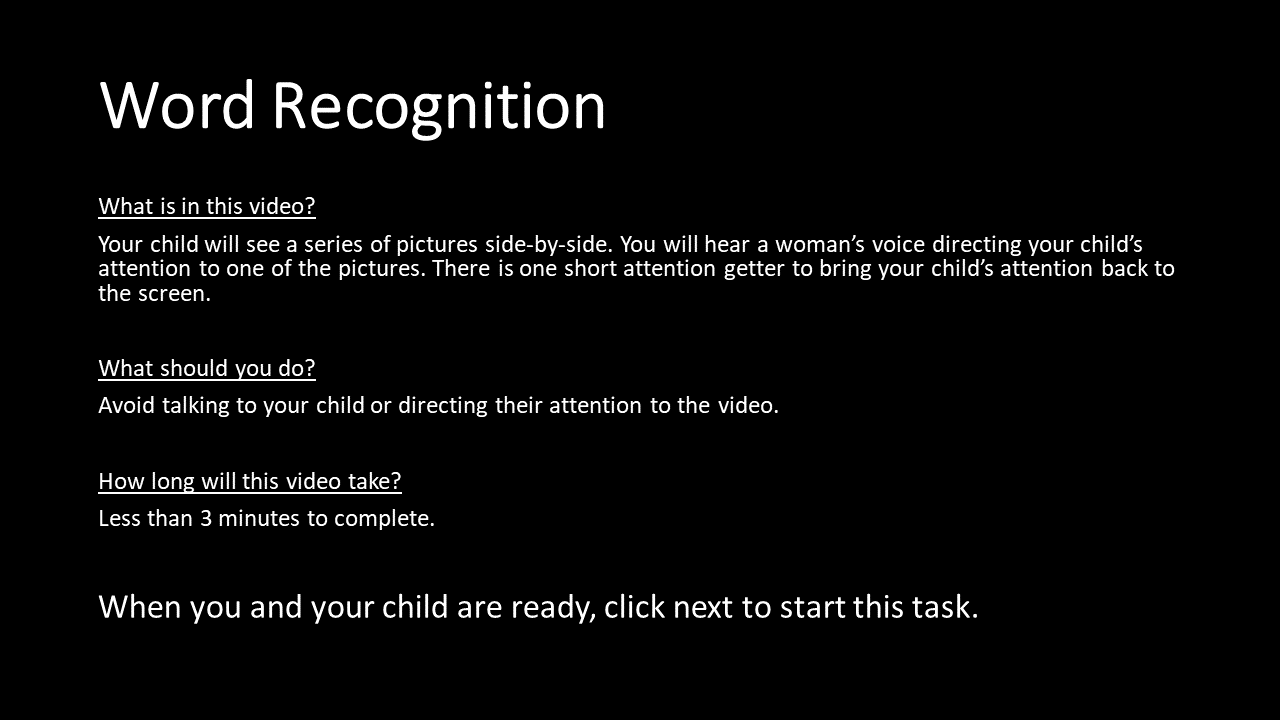 Word Recognition
What is in this video?
Your child will see a series of pictures side-by-side. You will hear a woman’s voice directing your child’s
attention to one of the pictures. There is one short attention getter to bring your child’s attention back to
the screen.
What should you do?
Avoid talking to your child or directing their attention to the video.
How long will this video take?
Less than 3 minutes to complete.
When you and your child are ready, click next to start this task.